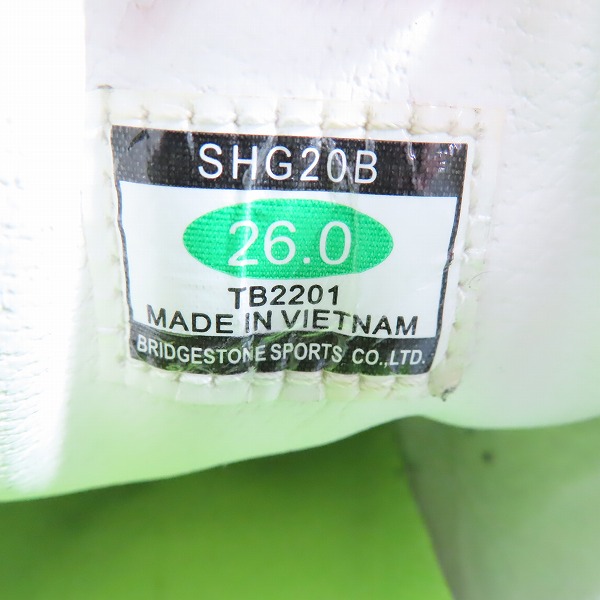 SHG20B
26.0
TB2201
MADE IN VIETNAM
BRIDGESTONE SPORTS CO.,LTD.